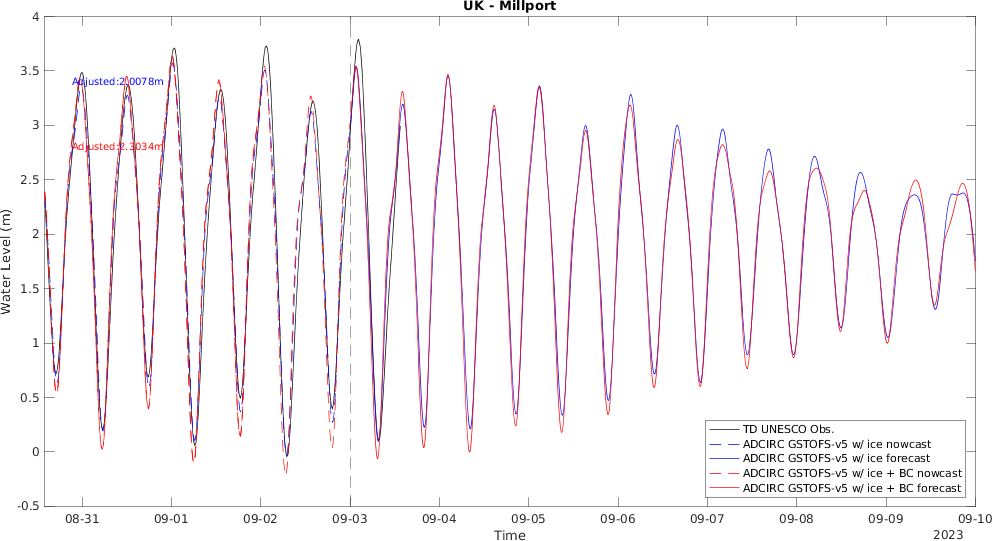 UK - Millport
4
3.5
3
2.5
2
1.5
1
0.5
0
-0.5
Water Level (m)
Adjusted:2.0078m
Adjusted:2.3034m
TD UNESCO Obs.
ADCIRC GSTOFS-v5 w/ ice nowcast
ADCIRC GSTOFS-v5 w/ ice forecast
ADCIRC GSTOFS-v5 w/ ice + BC nowcast
ADCIRC GSTOFS-v5 w/ ice + BC forecast
08-31 09-01 09-02 09-03 09-04 09-05 09-06 09-07 09-08 09-09 09-10
Time
2023